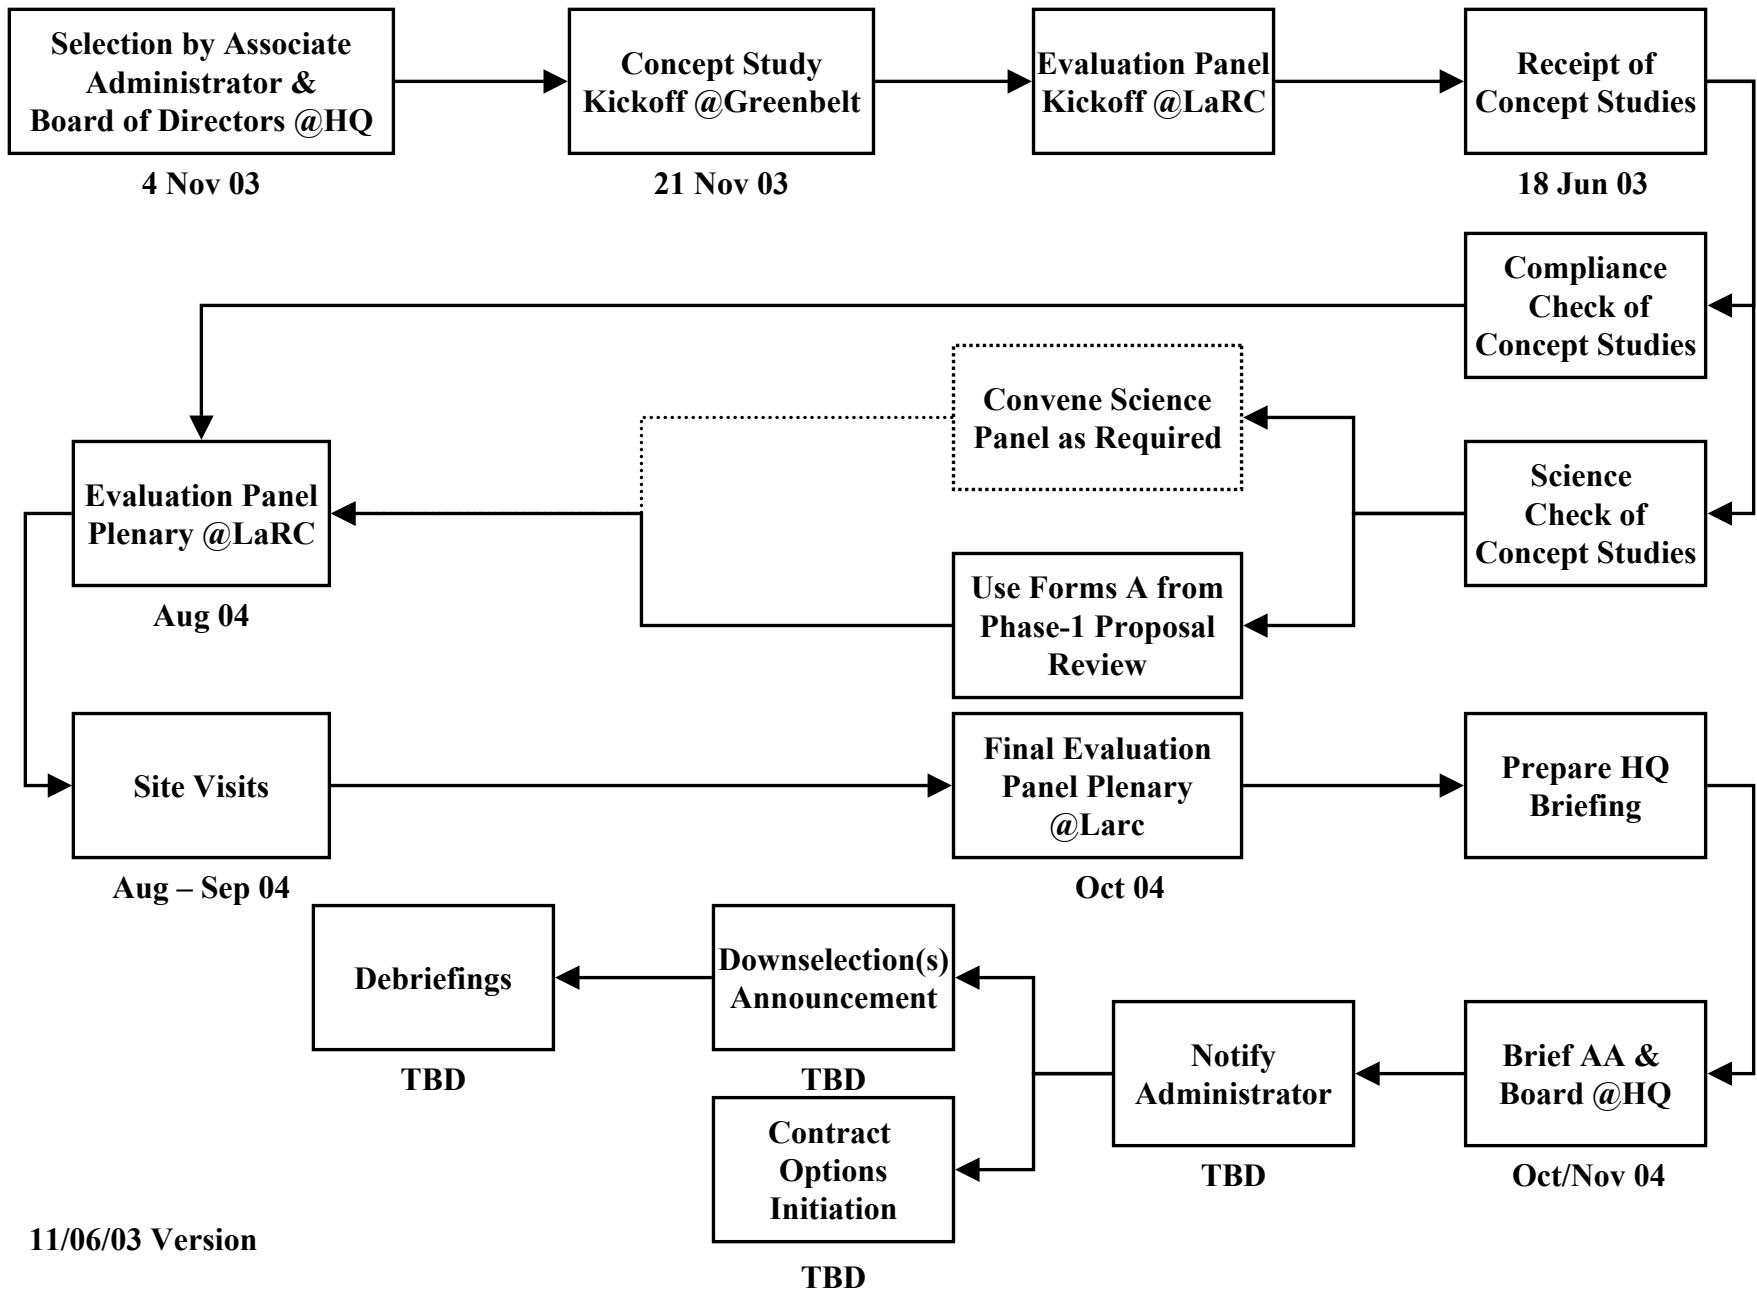 Selection by Associate
Administrator &
Board of Directors @HQ
4 Nov 03
Concept Study
Kickoff @Greenbelt
21 Nov 03
Evaluation Panel
Kickoff @LaRC
Receipt of
Concept Studies
18 Jun 03
Compliance
Check of
Concept Studies
Convene Science
Panel as Required
Science
Check of
Concept Studies
Evaluation Panel
Plenary @LaRC
Aug 04
Use Forms A from
Phase-1 Proposal
Review
Site Visits
Aug – Sep 04
Final Evaluation
Panel Plenary
@Larc
Oct 04
Prepare HQ
Briefing
Debriefings
TBD
Downselection(s)
Announcement
TBD
Notify
Administrator
TBD
Brief AA &
Board @HQ
Oct/Nov 04
Contract
Options
Initiation
TBD
11/06/03 Version